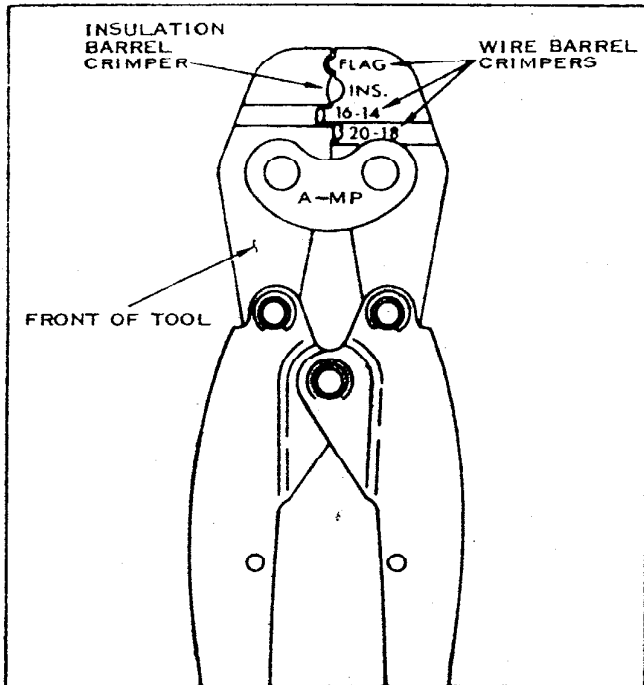 INSULATION
BARREL
CRIMPER
WIRE BARREL
CRIMPERS
FLAG
INS.
16-14
20-18
A-MP
FRONT OF TOOL